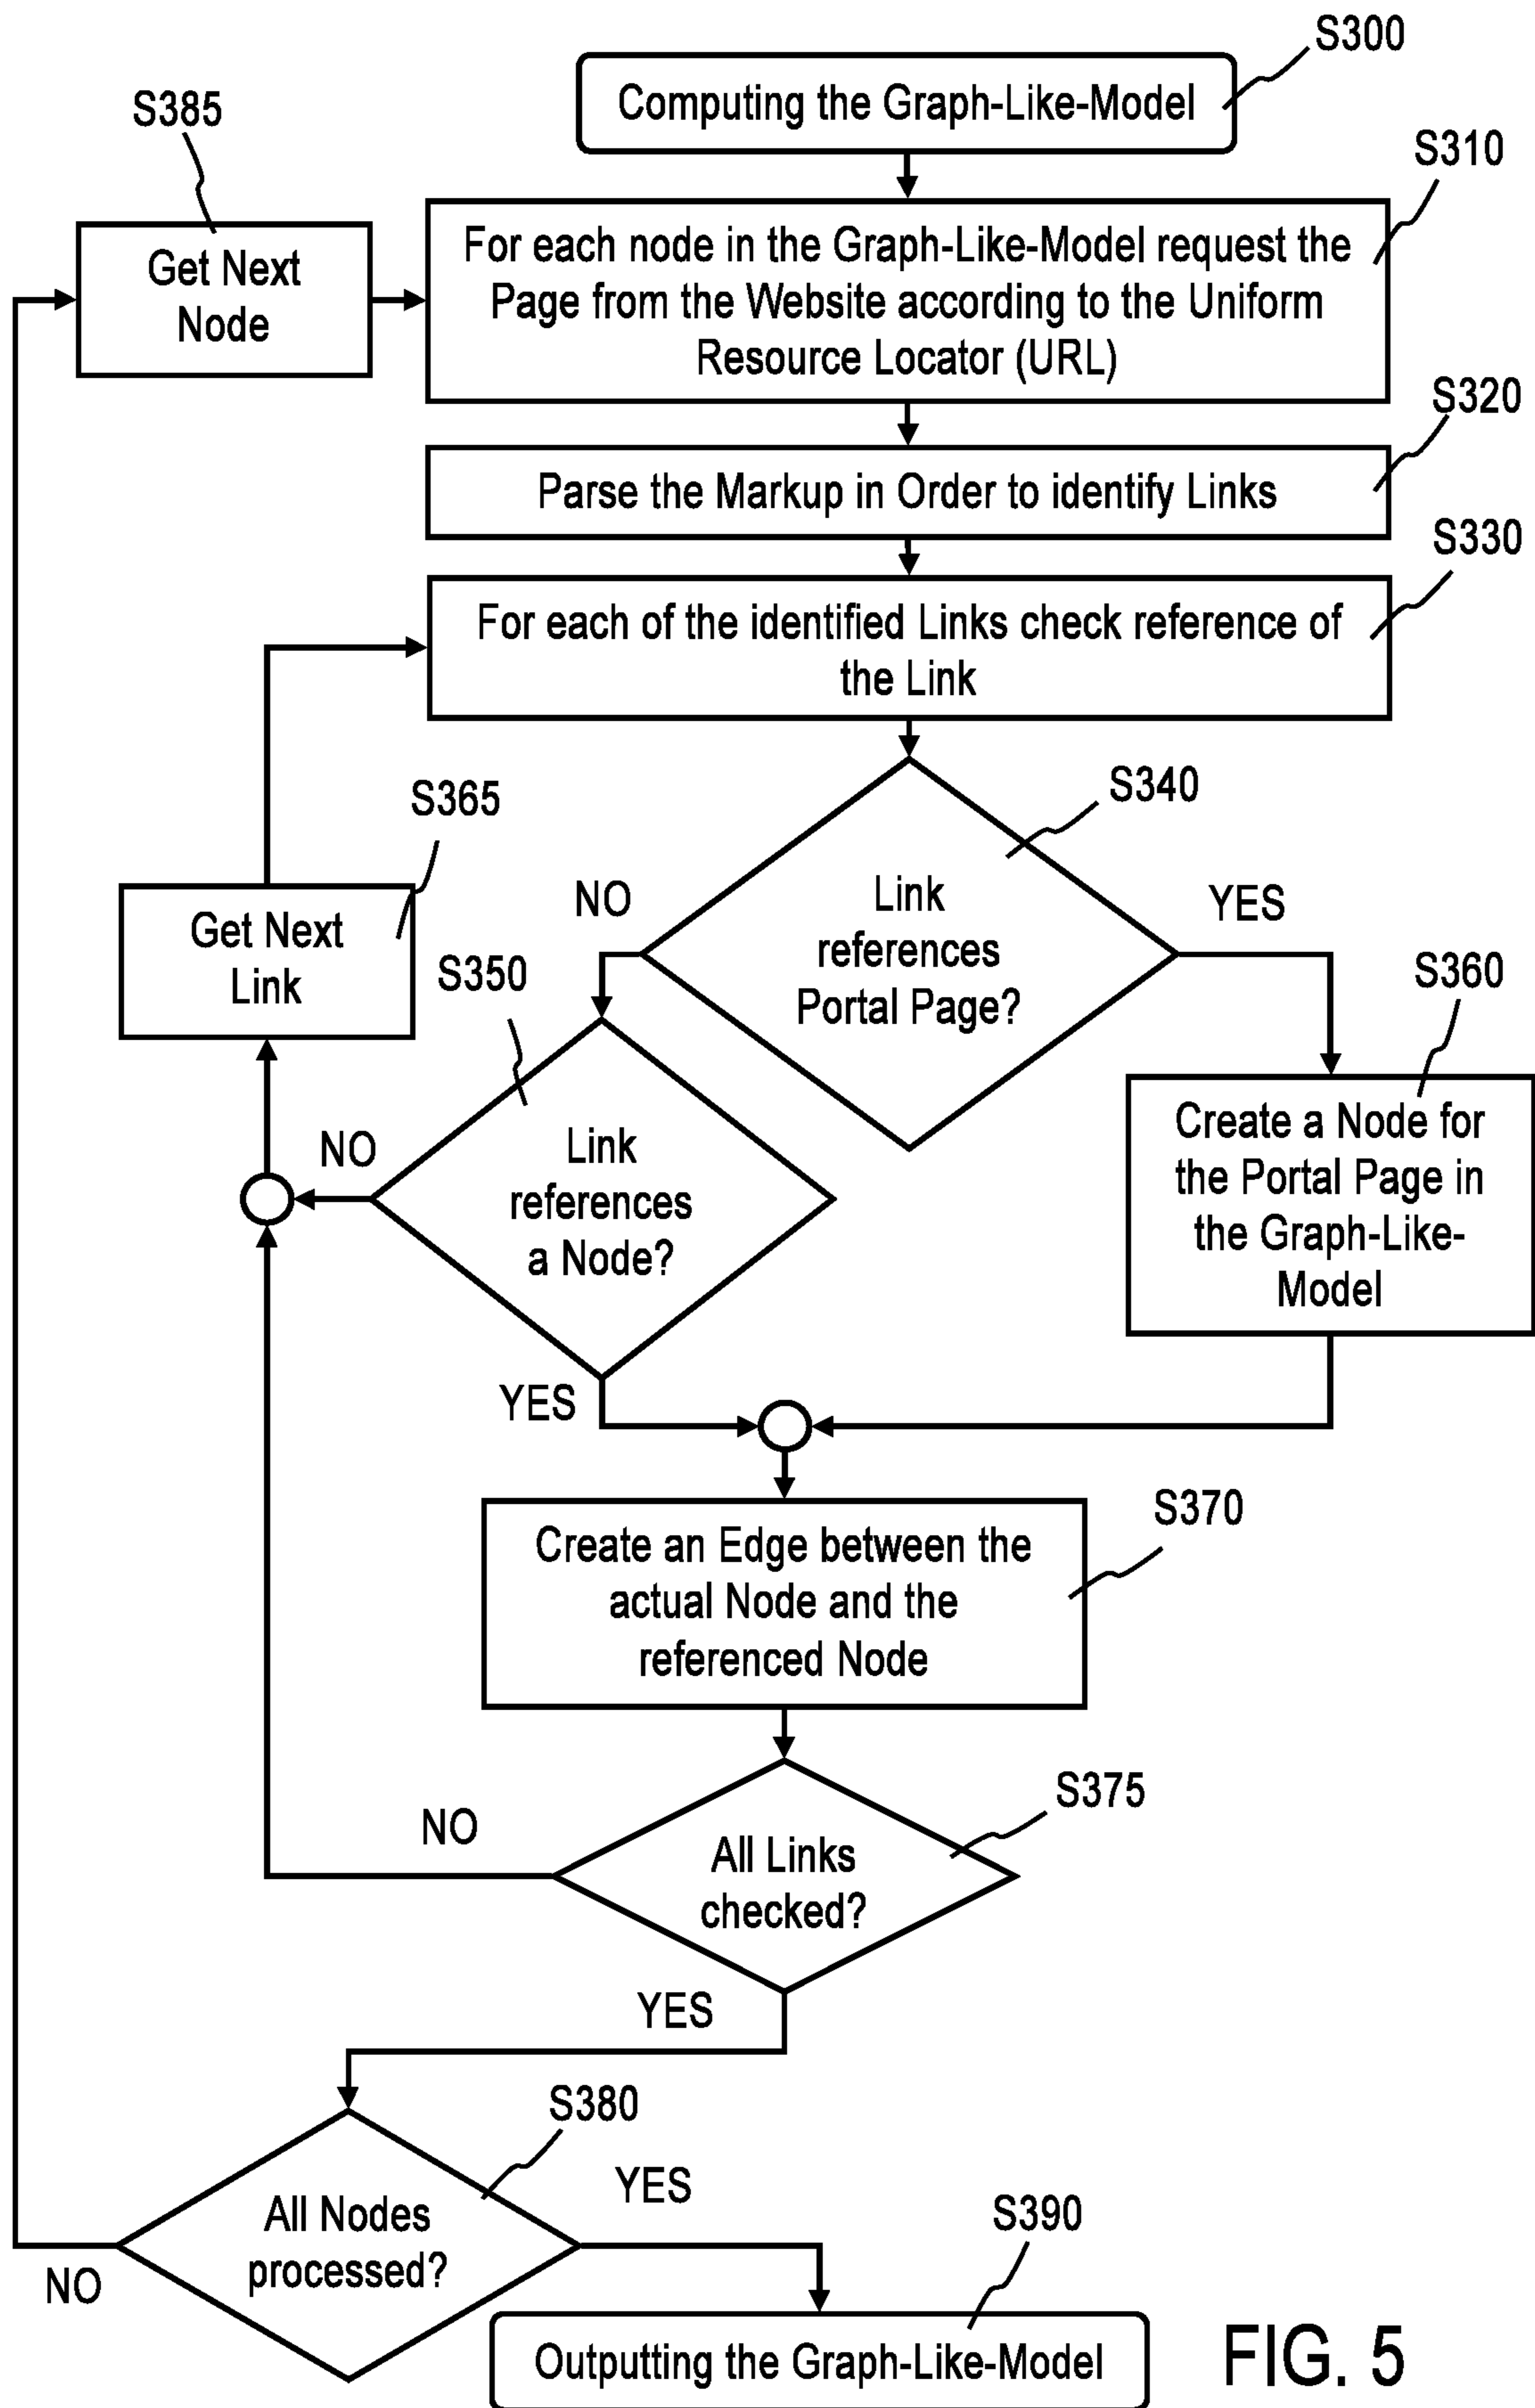 S300
Computing the Graph-Like-Model
S385
S310
Get Next
Node
For each node in the Graph-Like-Model request the
Page from the Website according to the Uniform
Resource Locator (URL)
S320
Parse the Markup in Order to identify Links
S330
For each of the identified Links check reference of
the Link
S340
S365
Link
references
Portal Page?
NO
YES
Get Next
Link
S350
S360
Link
references
a Node?
NO
YES
Create a Node for
the Portal Page in
the Graph-Like-
Model
S370
Create an Edge between the
actual Node and the
referenced Node
S375
All Links
checked?
NO
YES
S380
All Nodes
processed?
YES
NO
S390
Outputting the Graph-Like-Model
FIG. 5